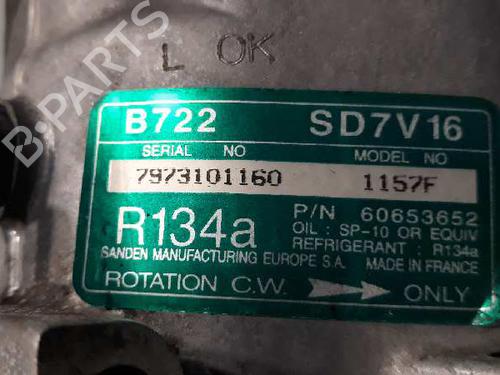 L OK
B722 SD7V16
SERIAL NO MODEL NO
7973101160 1157F
R134a
P/N 60653652
OIL : SP-10 OR EQUIV
REFRIGERANT : R134a
SANDEN MANUFACTURING EUROPE S.A. MADE IN FRANCE
ROTATION C.W. ONLY
B-PARTS